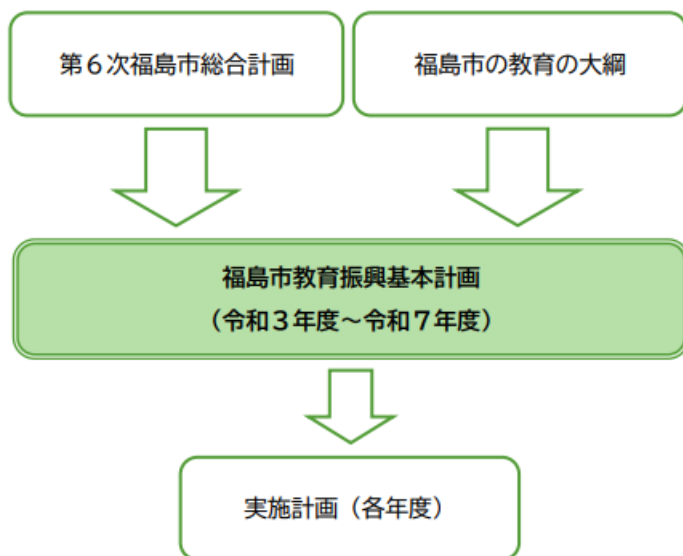 第６次福島市総合計画
福島市の教育の大綱
福島市教育振興基本計画
（令和３年度～令和７年度）
実施計画（各年度）